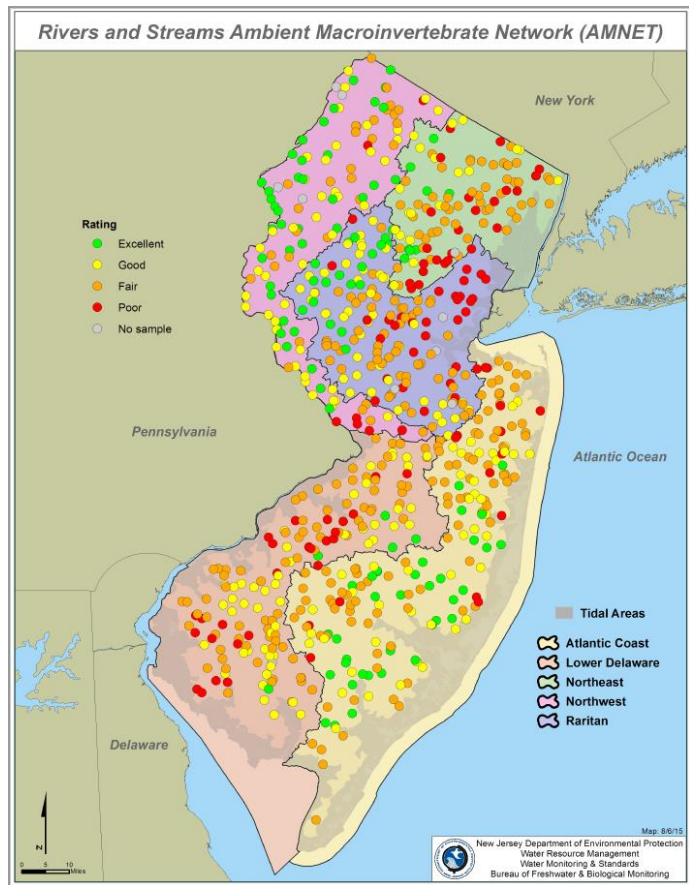 Rivers and Streams Ambient Macroinvertebrate Network (AMNET)
New York
Rating
Excellent
Good
Fair
Poor
No sample
Pennsylvania
Atlantic Ocean
Tidal Areas
Atlantic Coast
Lower Delaware
Northeast
Northwest
Raritan
Delaware
N
0 5 10
Miles
Map: 8/6/15
New Jersey Department of Environmental Protection
Water Resource Management
Water Monitoring & Standards
Bureau of Freshwater & Biological Monitoring